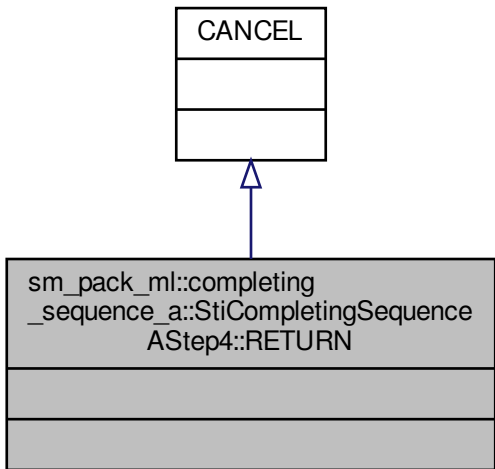 CANCEL
sm_pack_ml::completing
_sequence_a::StiCompletingSequence
AStep4::RETURN